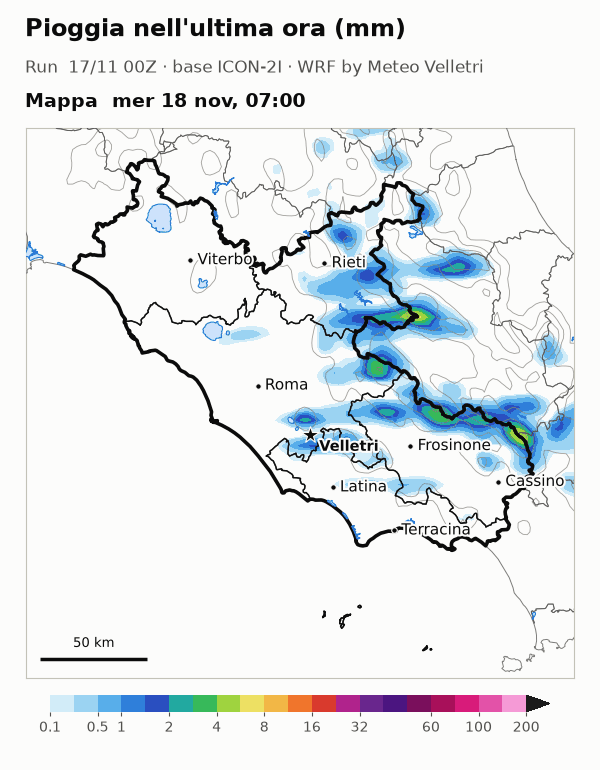 Pioggia nell'ultima ora (mm)
Run 17/11 00Z · base ICON-2I · WRF by Meteo Velletri
Mappa mer 18 nov, 07:00
Viterbo
Rieti
Roma
Velletri
Frosinone
Latina
Cassino
Terracina
50 km
0.1 0.5 1 2 4 8 16 32 60 100 200